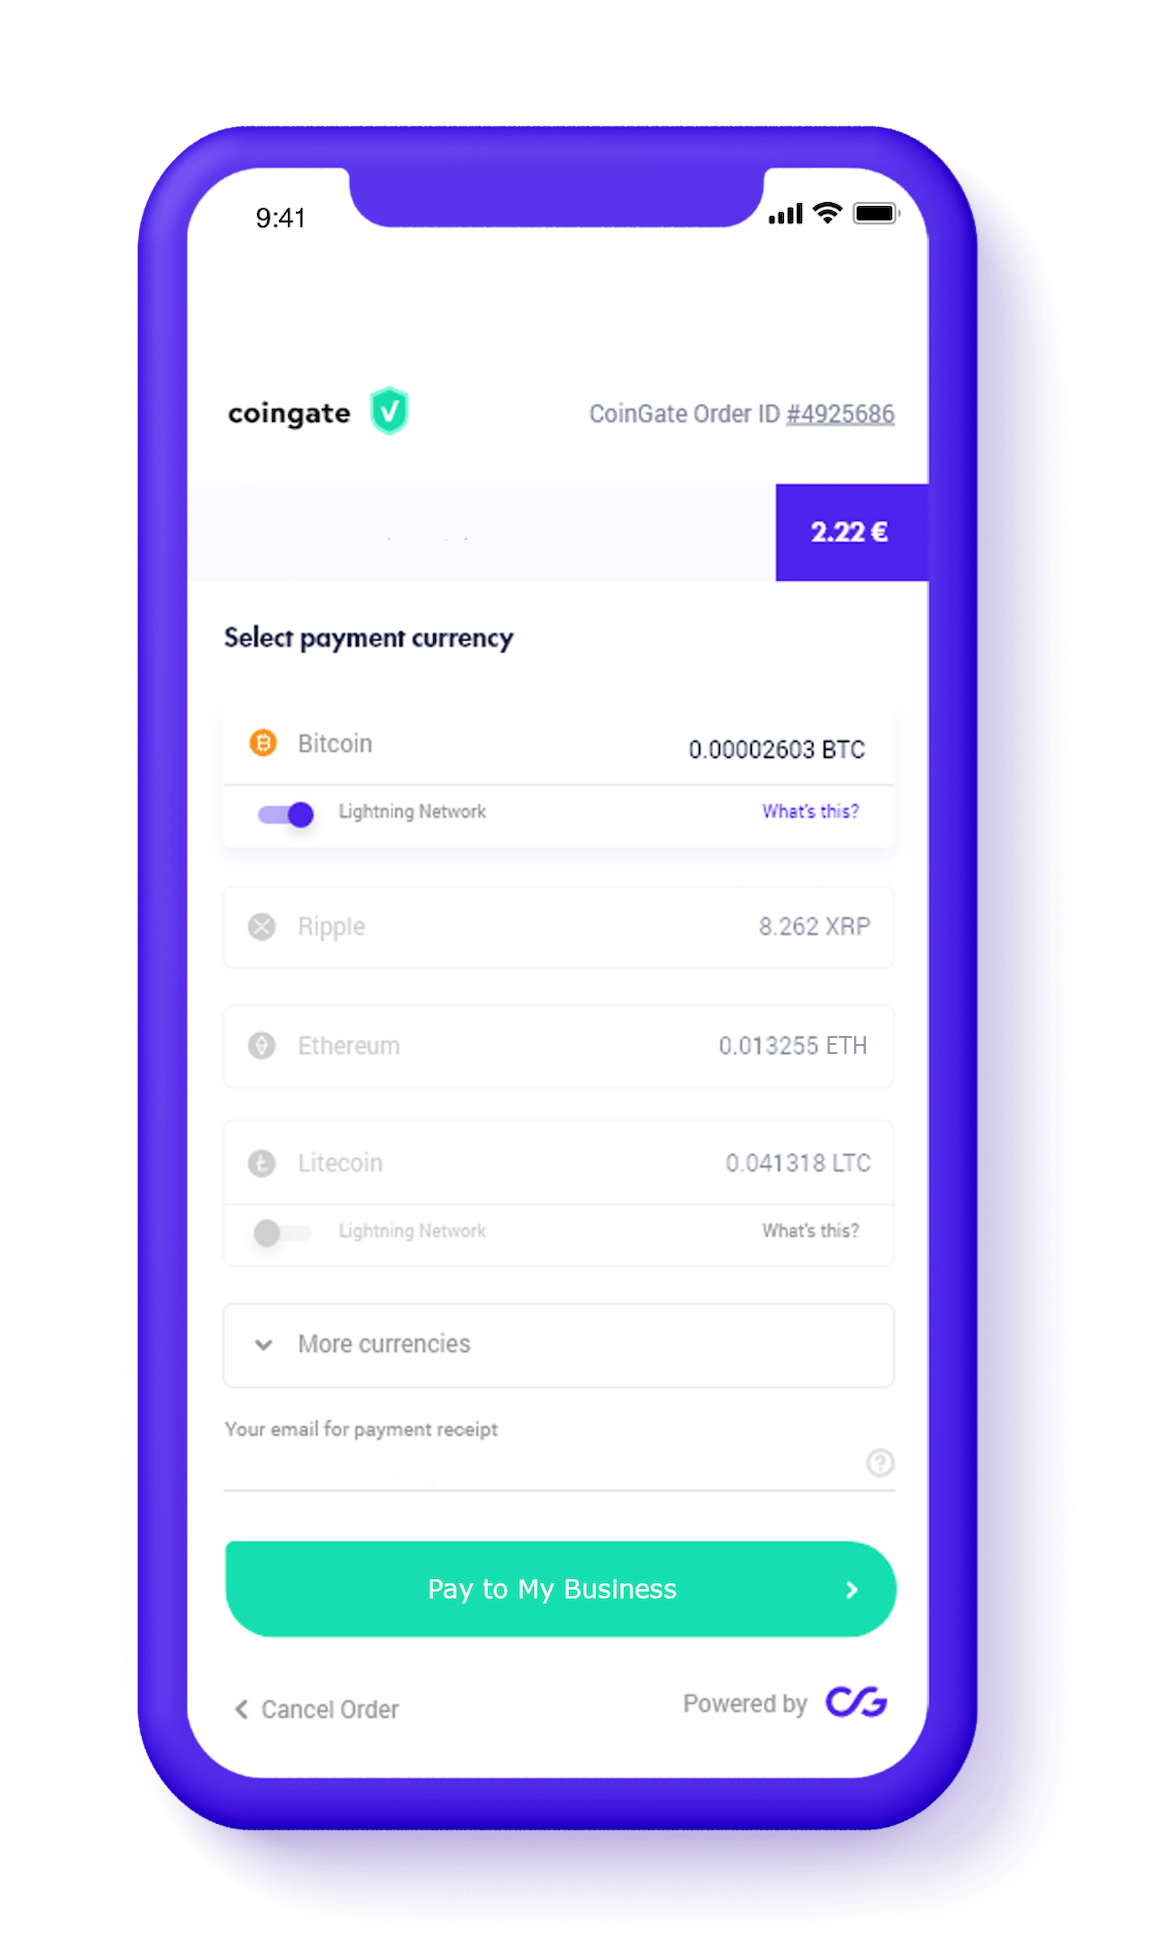 9:41
coingate
CoinGate Order ID #4925686
2.22 €
Select payment currency
Bitcoin
0.00002603 BTC
Lightning Network
What's this?
Ripple
8.262 XRP
Ethereum
0.013255 ETH
Litecoin
0.041318 LTC
Lightning Network
What's this?
More currencies
Your email for payment receipt
Pay to My Business
Cancel Order
Powered by CG